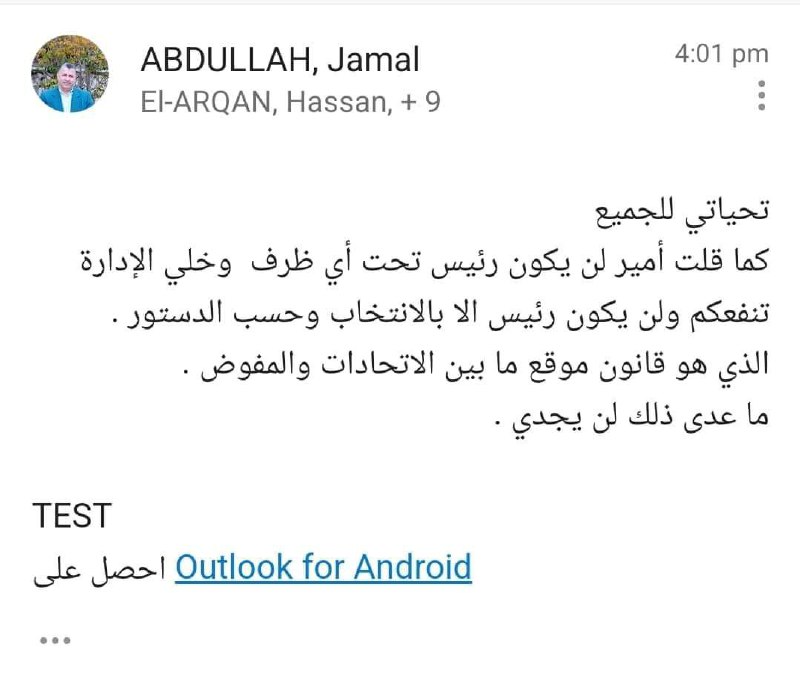 ABDULLAH, Jamal
4:01 pm
El-ARQAN, Hassan, + 9
تحياتي للجميع
كما قلت أمير لن يكون رئيس تحت أي ظرف وخلي الإدارة
تنفعكم ولن يكون رئيس الا بالانتخاب وحسب الدستور .
الذي هو قانون موقع ما بين الاتحادات والمفوض .
ما عدى ذلك لن يجدي .
TEST
احصل على Outlook for Android